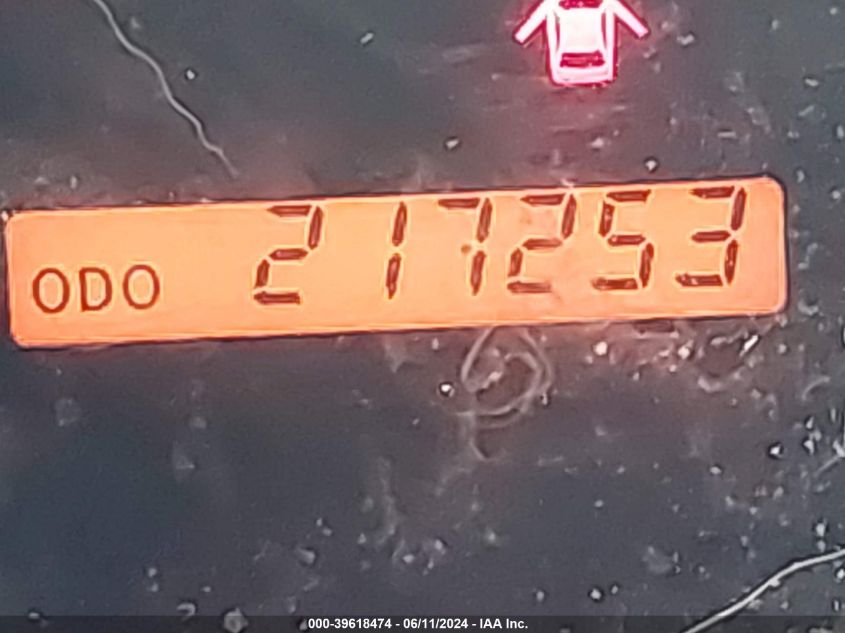 ODO 217253
000-39618474 - 06/11/2024 - IAA Inc.